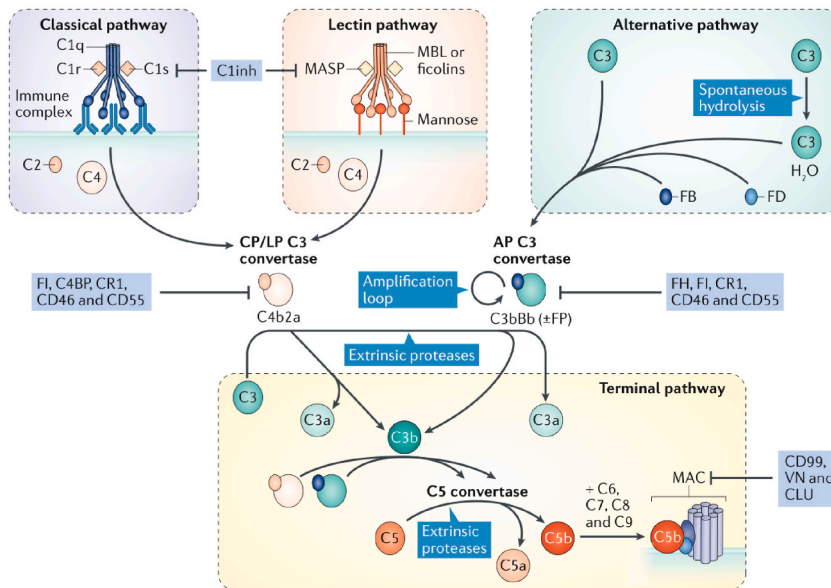 Classical pathway
C1q
C1r
C1s
Immune
complex
C2
C4
C1inh
Lectin pathway
MASP
MBL or
ficolins
Mannose
C2
C4
Alternative pathway
C3
C3
Spontaneous
hydrolysis
C3
H₂O
FB
FD
CP/LP C3
convertase
AP C3
convertase
FI, C4BP, CR1,
CD46 and CD55
C4b2a
Amplification
loop
C3bBb (±FP)
FH, FI, CR1,
CD46 and CD55
Extrinsic proteases
Terminal pathway
C3
C3a
C3b
C3a
C5 convertase
C5
Extrinsic
proteases
C5a
C5b
+ C6,
C7, C8
and C9
MAC
C5b
CD99,
VN and
CLU